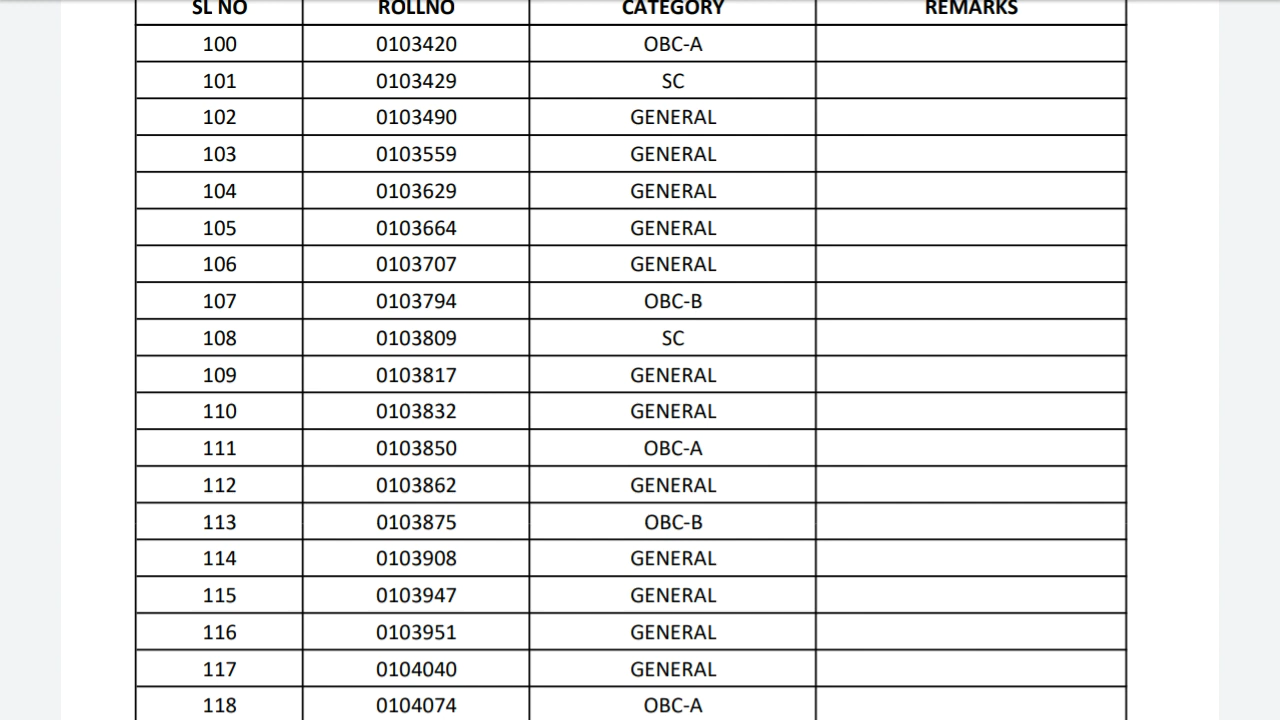 SL NO ROLLNO CATEGORY REMARKS
100 0103420 OBC-A
101 0103429 SC
102 0103490 GENERAL
103 0103559 GENERAL
104 0103629 GENERAL
105 0103664 GENERAL
106 0103707 GENERAL
107 0103794 OBC-B
108 0103809 SC
109 0103817 GENERAL
110 0103832 GENERAL
111 0103850 OBC-A
112 0103862 GENERAL
113 0103875 OBC-B
114 0103908 GENERAL
115 0103947 GENERAL
116 0103951 GENERAL
117 0104040 GENERAL
118 0104074 OBC-A